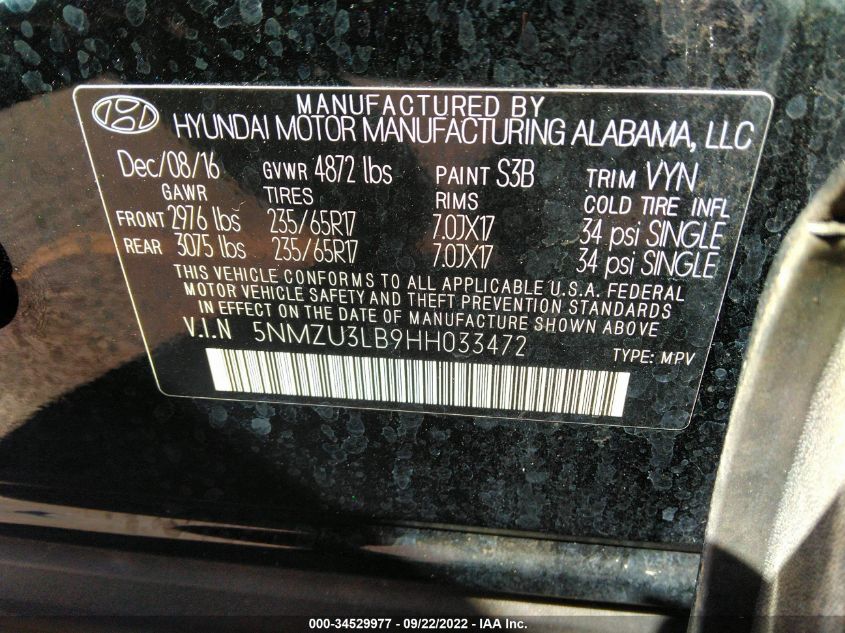 MANUFACTURED BY
HYUNDAI MOTOR MANUFACTURING ALABAMA, LLC
Dec/08/16 GVWR 4872 lbs PAINT S3B TRIM VYN
GAWR TIRES RIMS COLD TIRE INFL
FRONT 2976 lbs 235/65R17 7.0JX17 34 psi SINGLE
REAR 3075 lbs 235/65R17 7.0JX17 34 psi SINGLE
THIS VEHICLE CONFORMS TO ALL APPLICABLE U.S.A. FEDERAL
MOTOR VEHICLE SAFETY AND THEFT PREVENTION STANDARDS
IN EFFECT ON THE DATE OF MANUFACTURE SHOWN ABOVE
V.I.N 5NMZU3LB9HH033472 TYPE: MPV
000-34529977 - 09/22/2022 - IAA Inc.